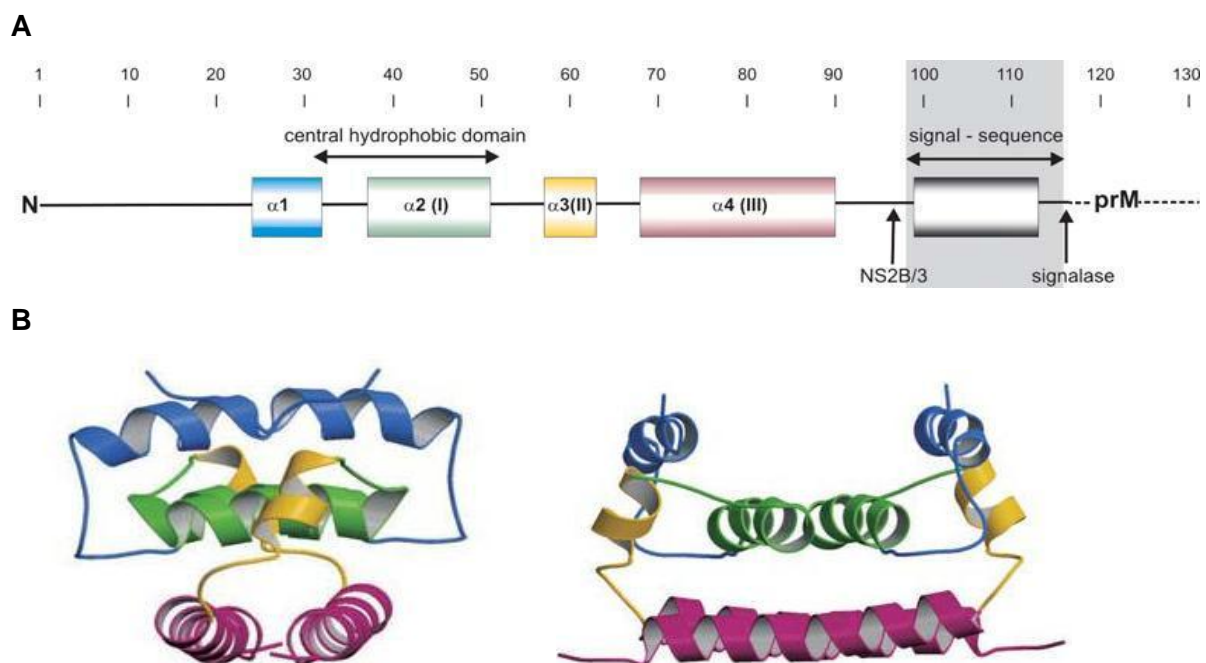 A
1 10 20 30 40 50 60 70 80 90 100 110 120 130
central hydrophobic domain signal - sequence
N α1 α2 (I) α3(II) α4 (III) prM
NS2B/3 signalase
B